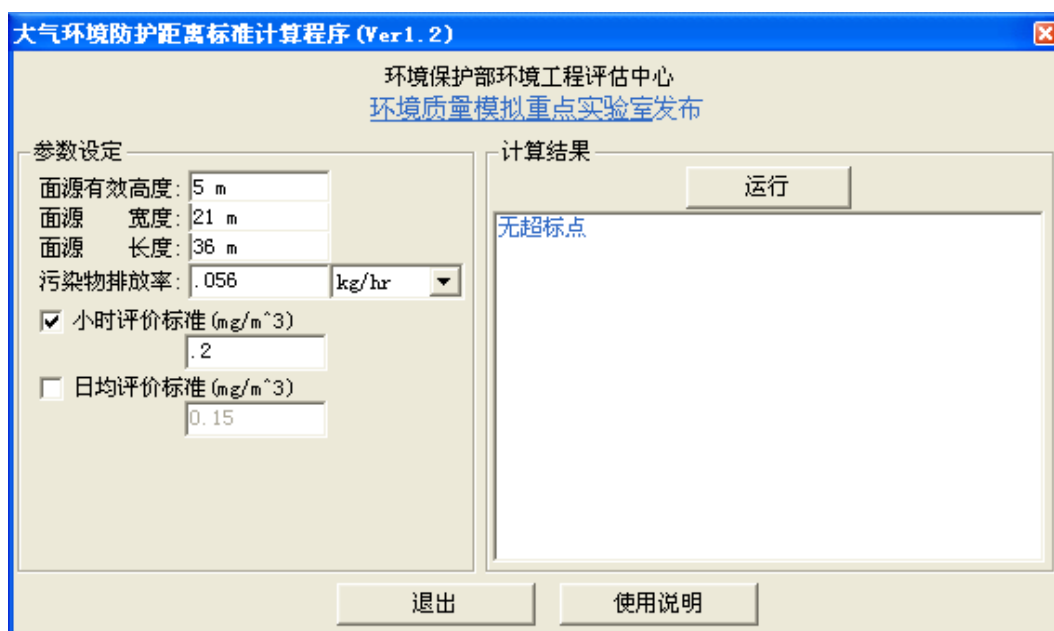 大气环境防护距离标准计算程序(Ver1.2)
环境保护部环境工程评估中心
环境质量模拟重点实验室发布
参数设定
面源有效高度: 5 m
面源 宽度: 21 m
面源 长度: 36 m
污染物排放率: .056 kg/hr
小时评价标准(mg/m^3)
.2
日均评价标准(mg/m^3)
0.15
计算结果
运行
无超标点
退出
使用说明